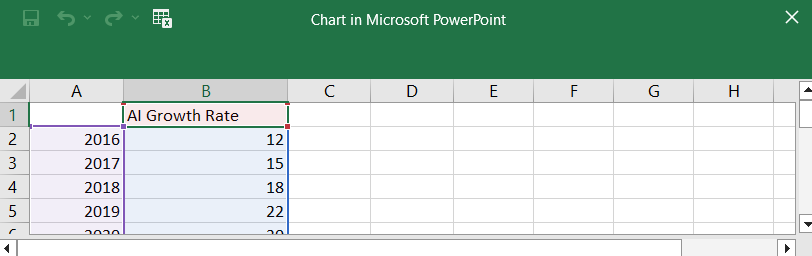 Chart in Microsoft PowerPoint
A B C D E F G H
1 AI Growth Rate
2 2016 12
3 2017 15
4 2018 18
5 2019 22